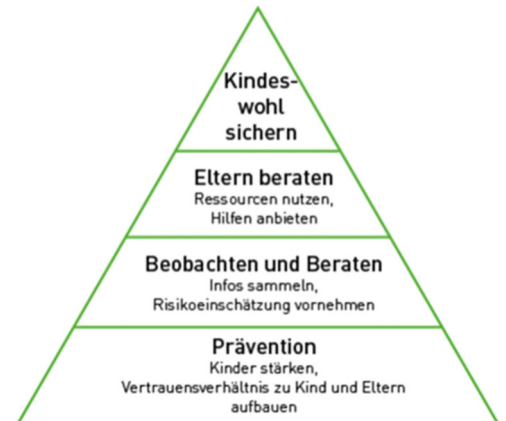 Kindes-
wohl
sichern
Eltern beraten
Ressourcen nutzen,
Hilfen anbieten
Beobachten und Beraten
Infos sammeln,
Risikoeinschätzung vornehmen
Prävention
Kinder stärken,
Vertrauensverhältnis zu Kind und Eltern
aufbauen